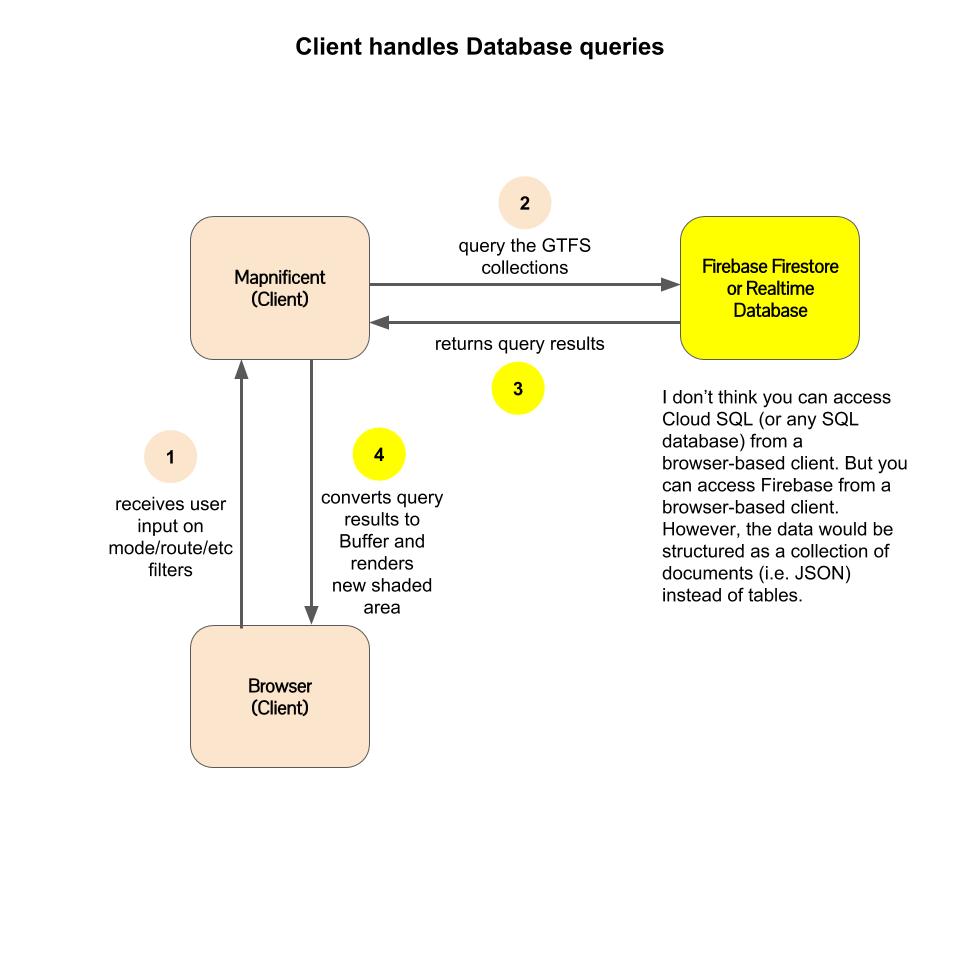 Client handles Database queries
2
query the GTFS
collections
Mapnificent
(Client)
Firebase Firestore
or Realtime
Database
returns query results
3
I don’t think you can access
Cloud SQL (or any SQL
database) from a
browser-based client. But you
can access Firebase from a
browser-based client.
However, the data would be
structured as a collection of
documents (i.e. JSON)
instead of tables.
1
receives user
input on
mode/route/etc
filters
4
converts query
results to
Buffer and
renders
new shaded
area
Browser
(Client)